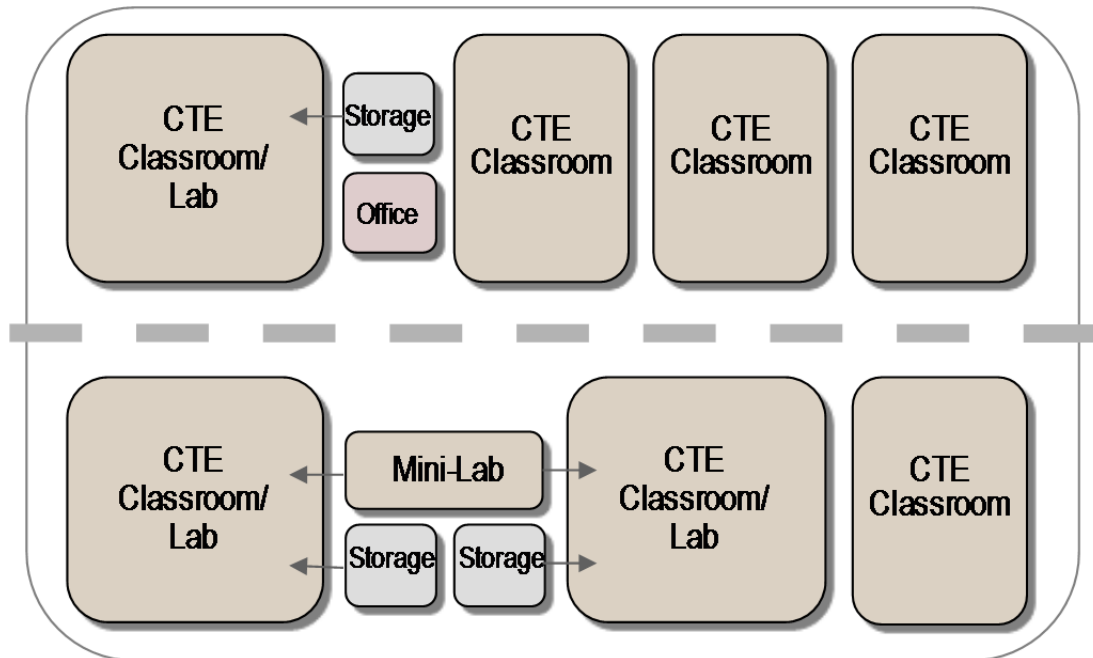 CTE
Classroom/
Lab
Storage
Office
CTE
Classroom
CTE
Classroom
CTE
Classroom
CTE
Classroom/
Lab
Mini-Lab
Storage
Storage
CTE
Classroom/
Lab
CTE
Classroom